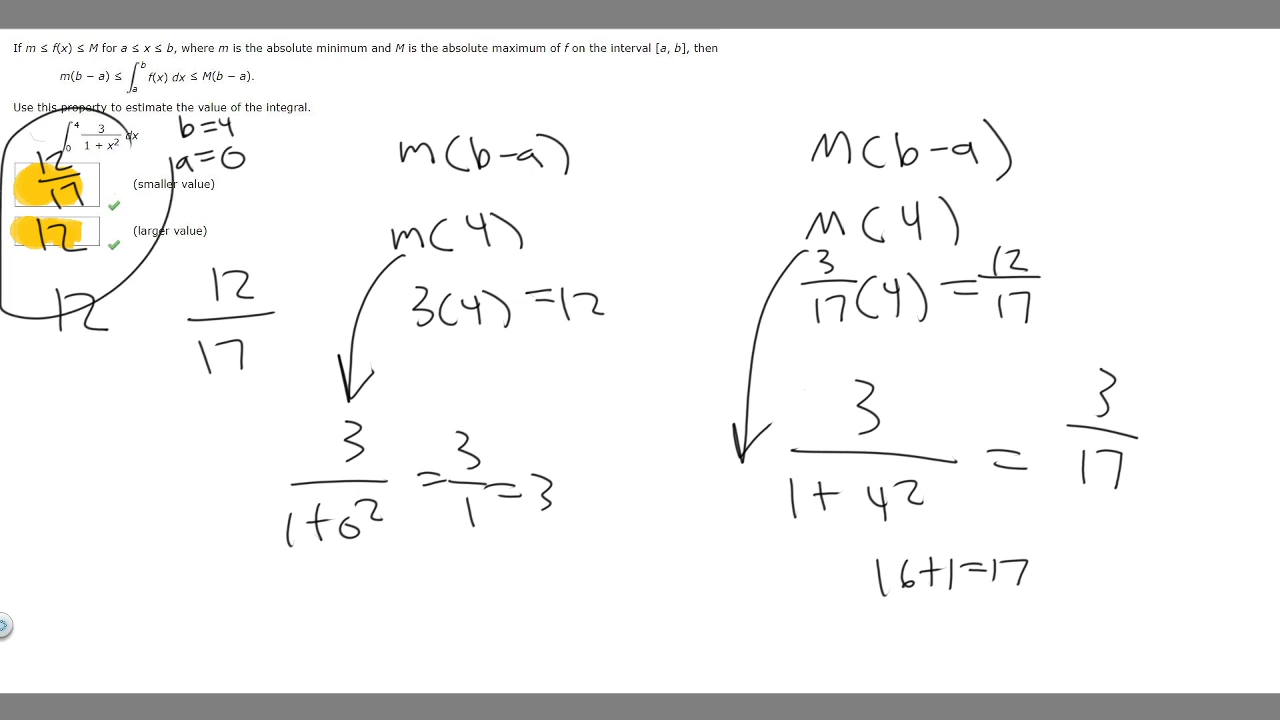 If m ≤ f(x) ≤ M for a ≤ x ≤ b, where m is the absolute minimum and M is the absolute maximum of f on the interval [a, b], then
m(b − a) ≤ ∫_a^b f(x) dx ≤ M(b − a).
Use this property to estimate the value of the integral.
∫_0^4 3/(1 + x²) dx
b=4
a=0
12/17 (smaller value)
12 (larger value)
12
12/17
m(b-a)
m(4)
3(4)=12
3/(1+0²) = 3/1 = 3
M(b-a)
M(4)
3/17(4) = 12/17
3/(1+4²) = 3/17
16+1=17